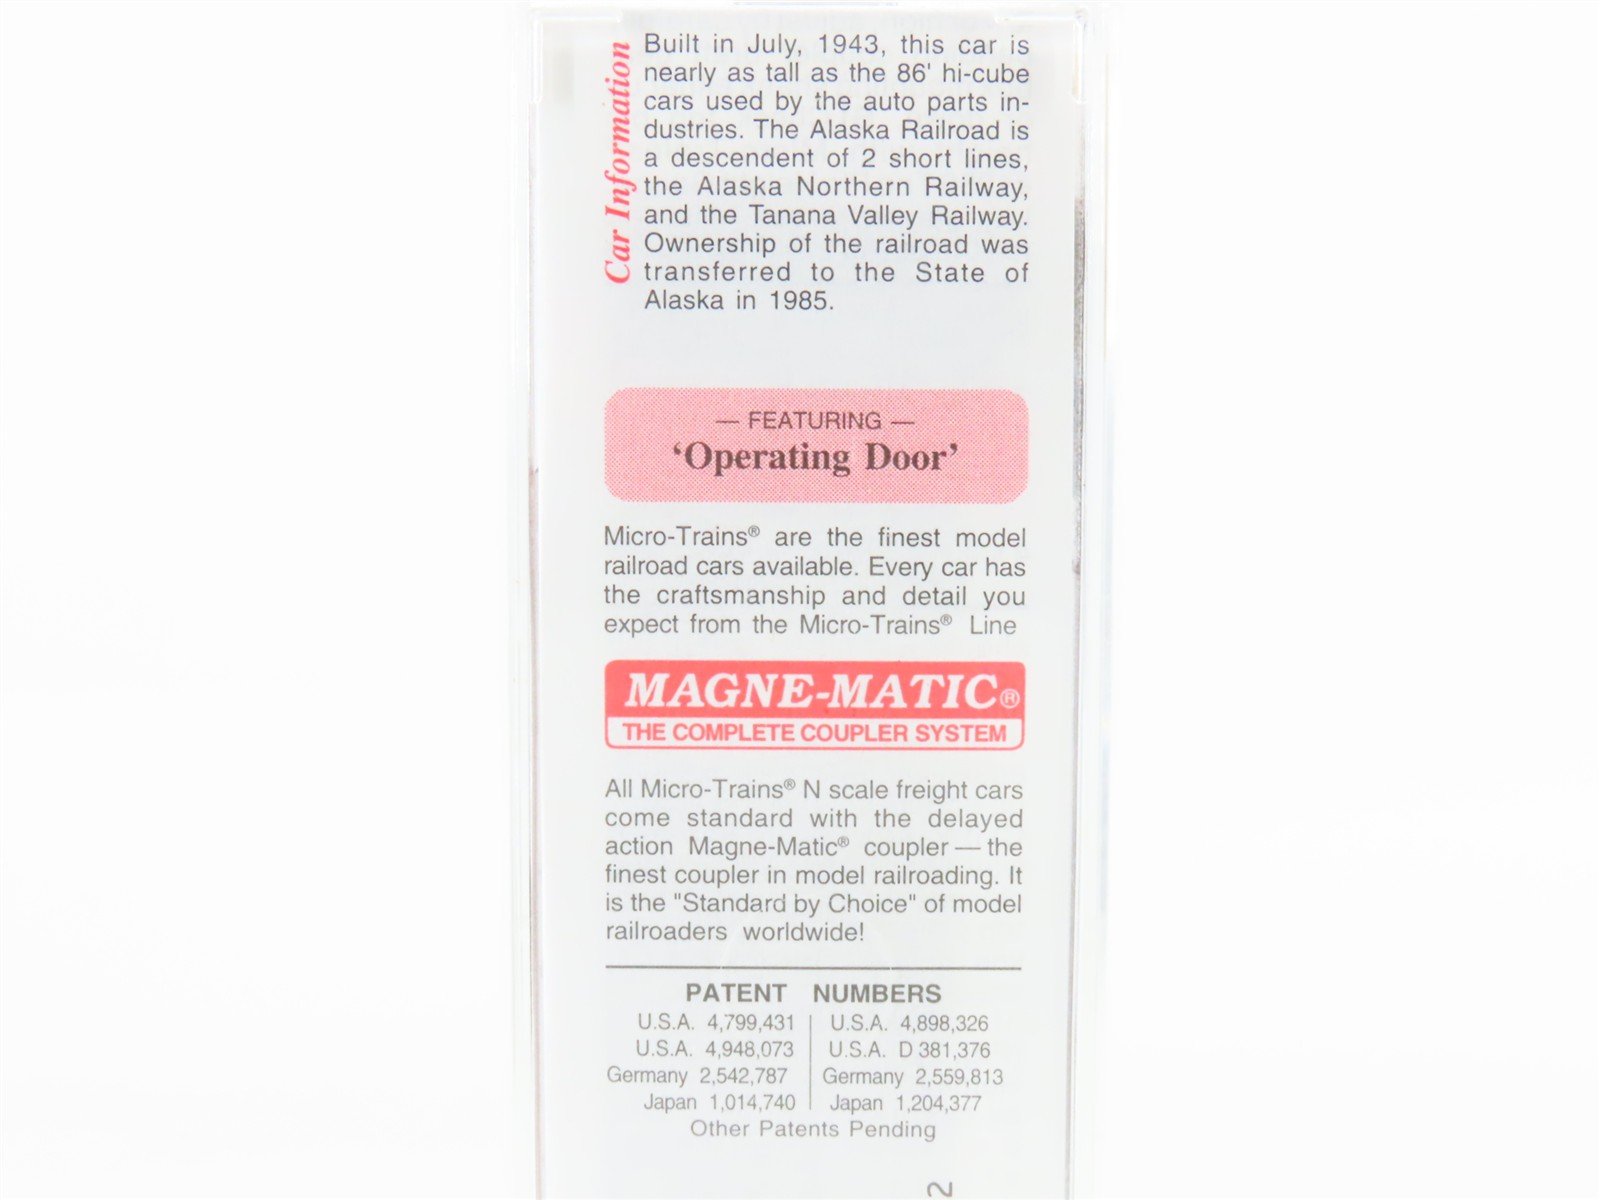 Car Information
Built in July, 1943, this car is
nearly as tall as the 86' hi-cube
cars used by the auto parts in-
dustries. The Alaska Railroad is
a descendent of 2 short lines,
the Alaska Northern Railway,
and the Tanana Valley Railway.
Ownership of the railroad was
transferred to the State of
Alaska in 1985.
— FEATURING —
‘Operating Door’
Micro-Trains® are the finest model
railroad cars available. Every car has
the craftsmanship and detail you
expect from the Micro-Trains® Line
MAGNE-MATIC®
THE COMPLETE COUPLER SYSTEM
All Micro-Trains® N scale freight cars
come standard with the delayed
action Magne-Matic® coupler — the
finest coupler in model railroading. It
is the "Standard by Choice" of model
railroaders worldwide!
PATENT NUMBERS
U.S.A. 4,799,431 | U.S.A. 4,898,326
U.S.A. 4,948,073 | U.S.A. D 381,376
Germany 2,542,787 | Germany 2,559,813
Japan 1,014,740 | Japan 1,204,377
Other Patents Pending
2